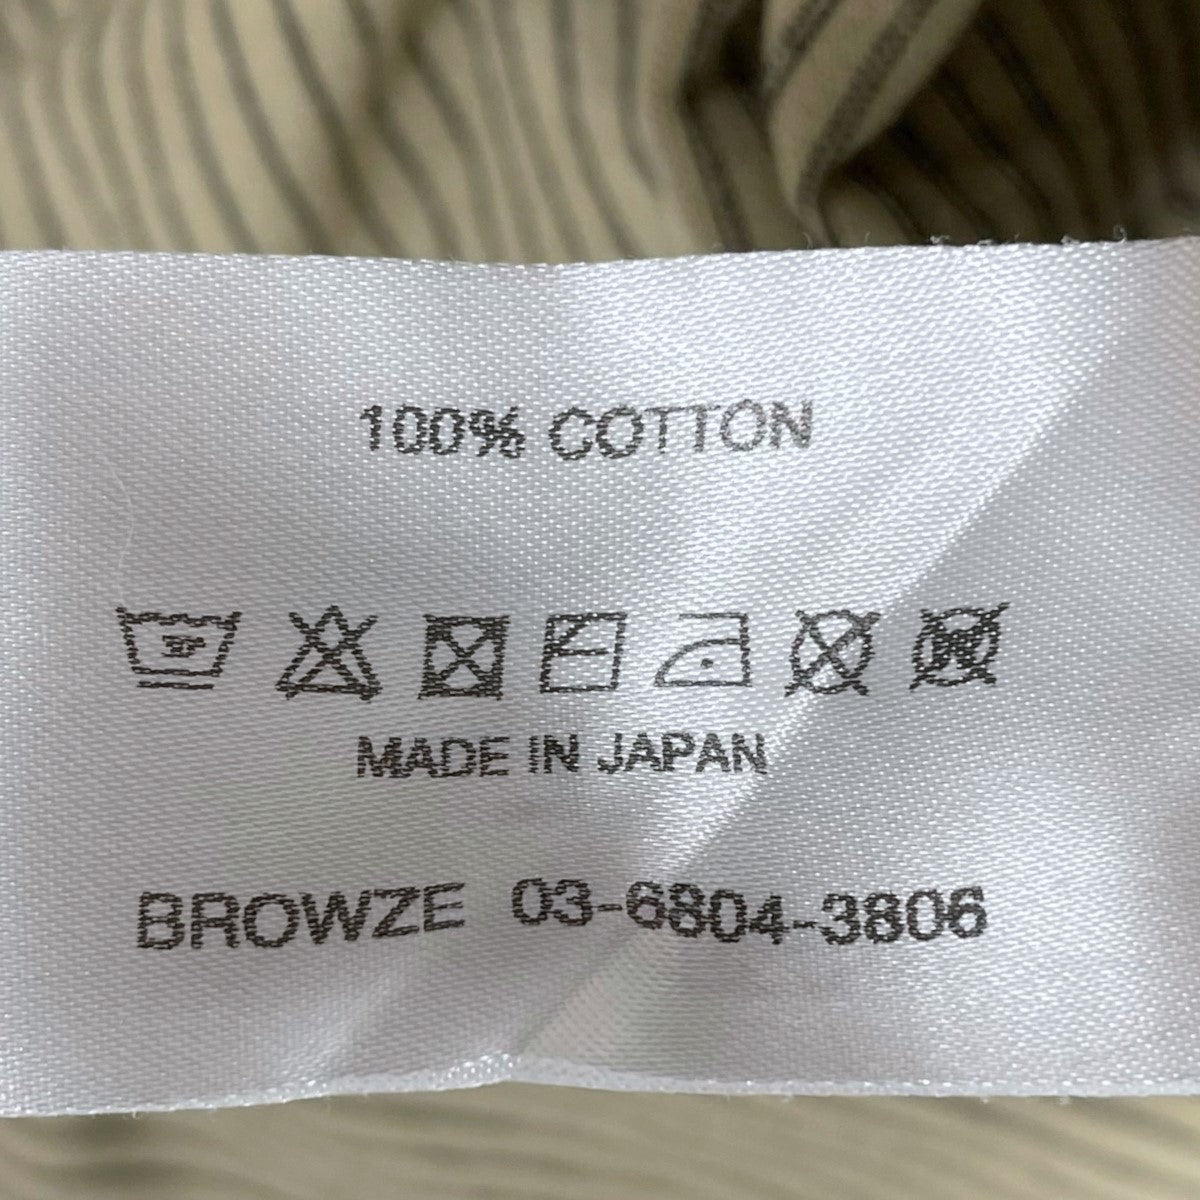 100% COTTON
MADE IN JAPAN
BROWZE 03-6804-3806